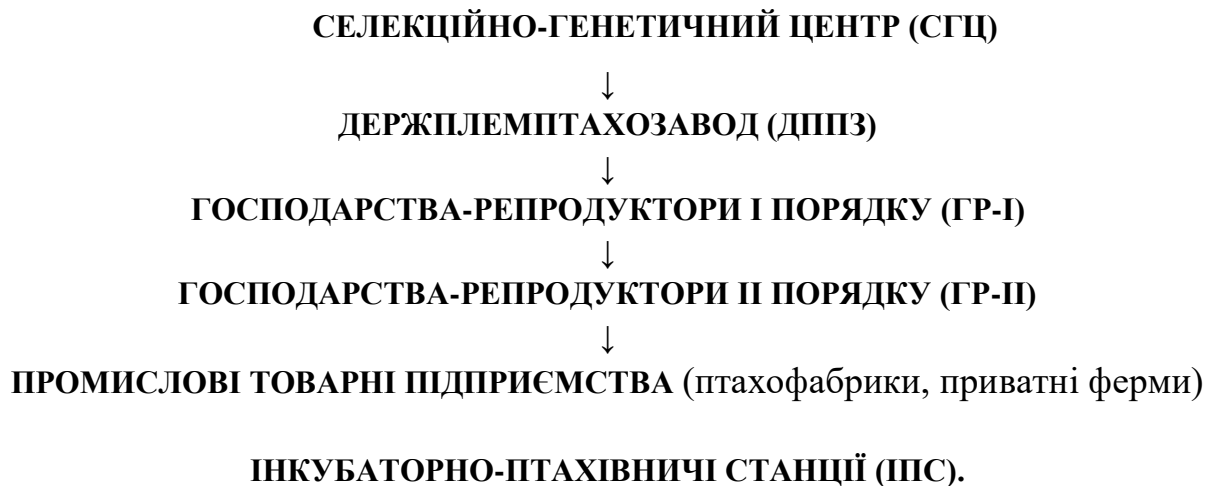 СЕЛЕКЦІЙНО-ГЕНЕТИЧНИЙ ЦЕНТР (СГЦ)
↓
ДЕРЖПЛЕМПТАХОЗАВОД (ДППЗ)
↓
ГОСПОДАРСТВА-РЕПРОДУКТОРИ І ПОРЯДКУ (ГР-І)
↓
ГОСПОДАРСТВА-РЕПРОДУКТОРИ ІІ ПОРЯДКУ (ГР-ІІ)
↓
ПРОМИСЛОВІ ТОВАРНІ ПІДПРИЄМСТВА (птахофабрики, приватні ферми)
ІНКУБАТОРНО-ПТАХІВНИЧІ СТАНЦІЇ (ІПС).